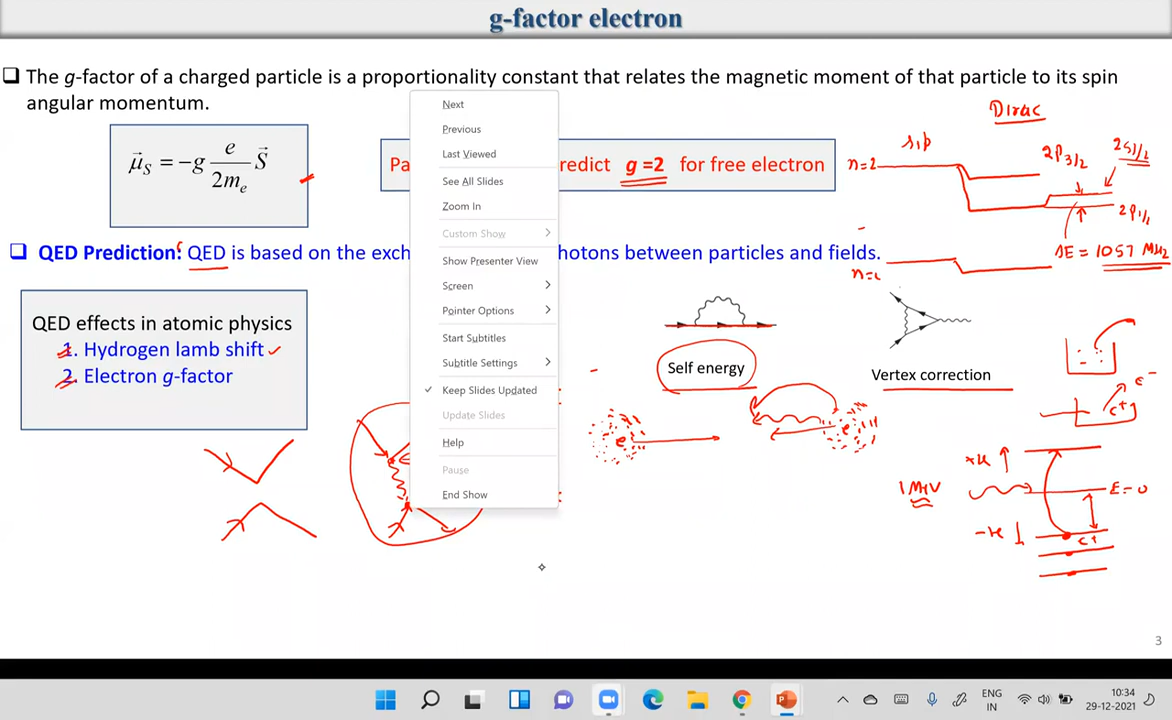 g-factor electron
❑ The g-factor of a charged particle is a proportionality constant that relates the magnetic moment of that particle to its spin
angular momentum.
μ⃗S = −g e/2me S⃗
Pa
redict g =2 for free electron
❑ QED Prediction: QED is based on the exch
hotons between particles and fields.
QED effects in atomic physics
1. Hydrogen lamb shift
2. Electron g-factor
Next
Previous
Last Viewed
See All Slides
Zoom In
Custom Show
Show Presenter View
Screen
Pointer Options
Start Subtitles
Subtitle Settings
Keep Slides Updated
Update Slides
Help
Pause
End Show
Self energy
Vertex correction
Dirac
n=2
2P3/2
2S1/2
2P1/2
ΔE = 1057 MHz
e-
e-
e-
1 MeV
E=0
3
ENG
IN
10:34
29-12-2021